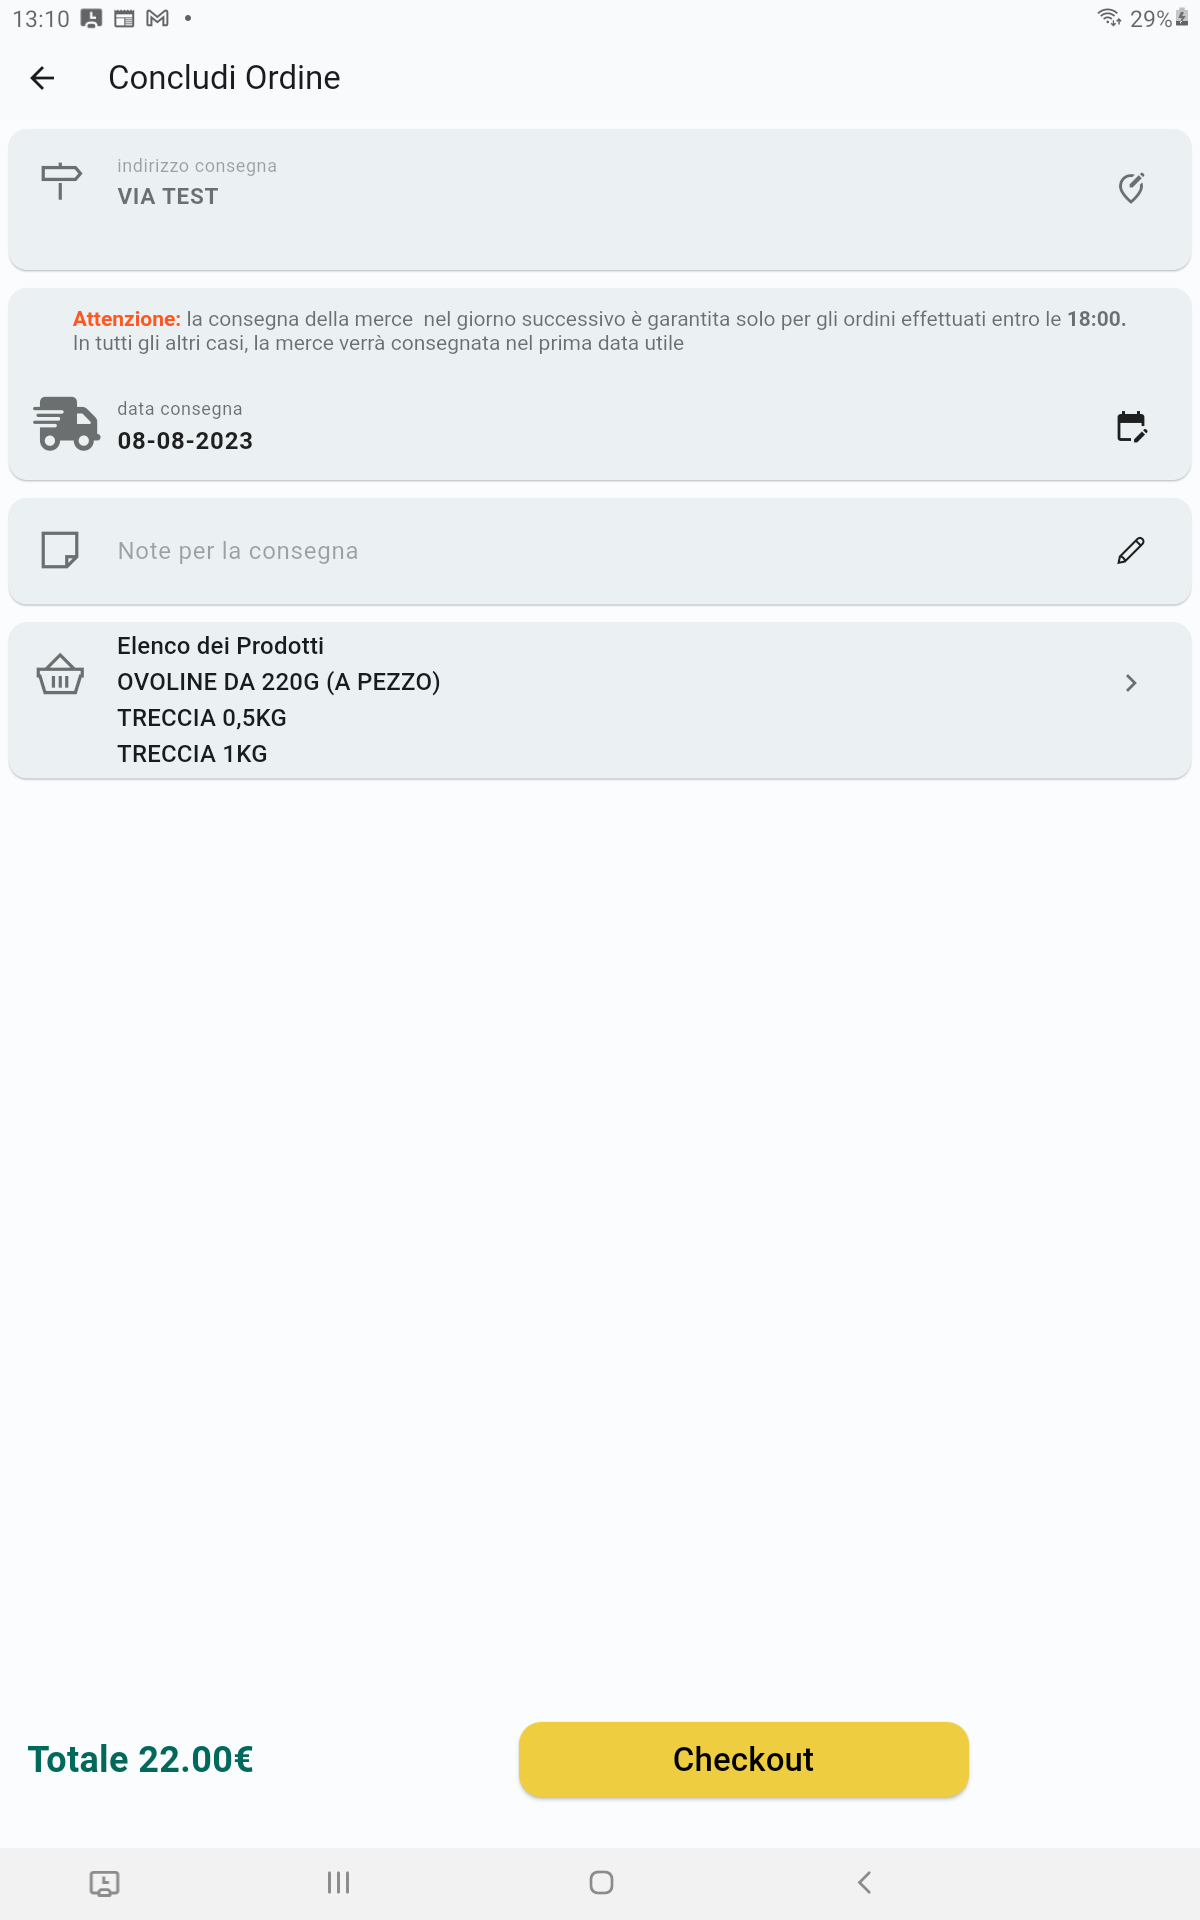 13:10
29%
Concludi Ordine
indirizzo consegna
VIA TEST
Attenzione: la consegna della merce  nel giorno successivo è garantita solo per gli ordini effettuati entro le 18:00.
In tutti gli altri casi, la merce verrà consegnata nel prima data utile
data consegna
08-08-2023
Note per la consegna
Elenco dei Prodotti
OVOLINE DA 220G (A PEZZO)
TRECCIA 0,5KG
TRECCIA 1KG
Totale 22.00€
Checkout